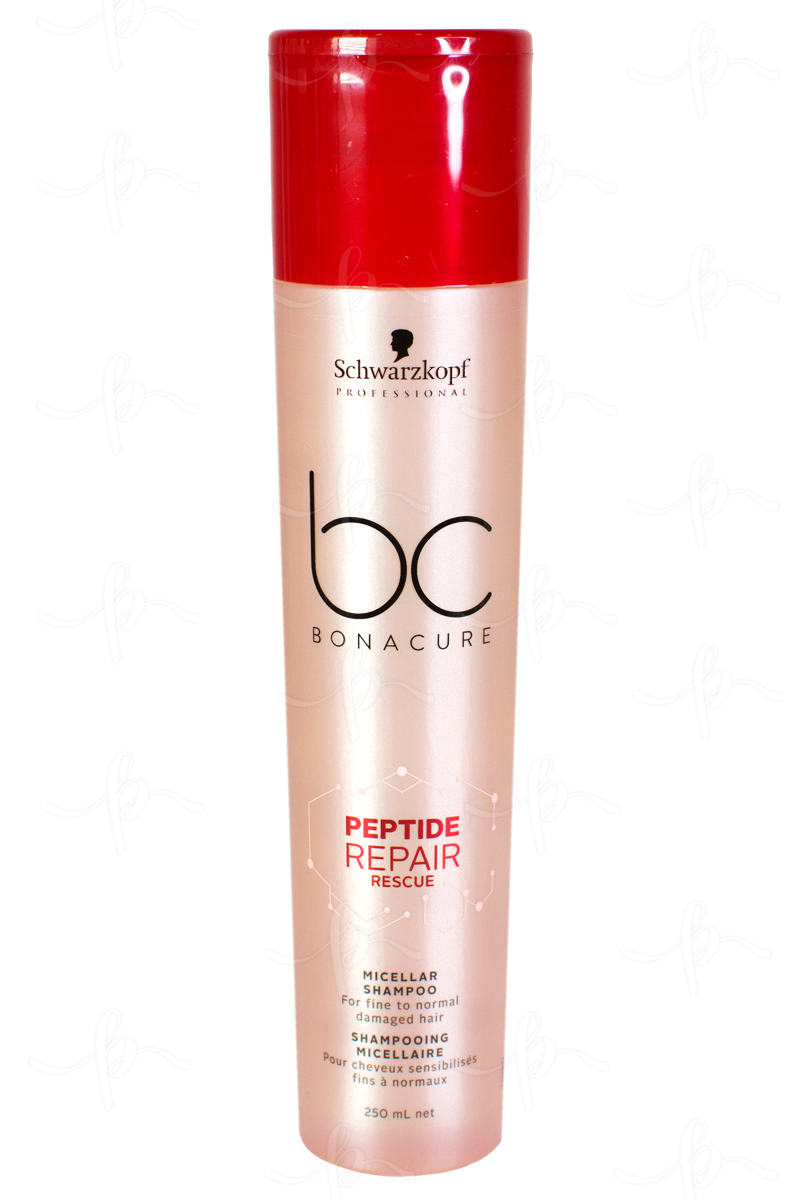 Schwarzkopf
PROFESSIONAL
bc
BONACURE
PEPTIDE
REPAIR
RESCUE
MICELLAR
SHAMPOO
For fine to normal
damaged hair
SHAMPOOING
MICELLAIRE
Pour cheveux sensibilisés
fins à normaux
250 mL net